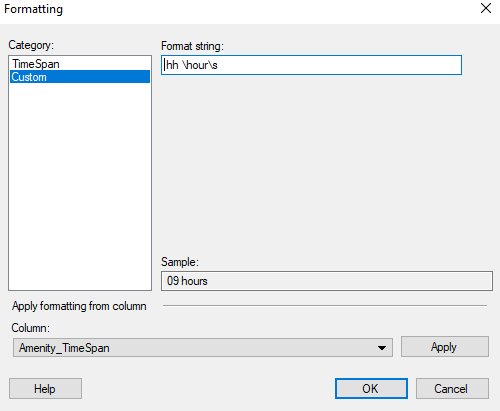 Formatting
Category:
TimeSpan
Custom
Format string:
hh \hour\s
Sample:
09 hours
Apply formatting from column
Column:
Amenity_TimeSpan
Apply
Help
OK
Cancel